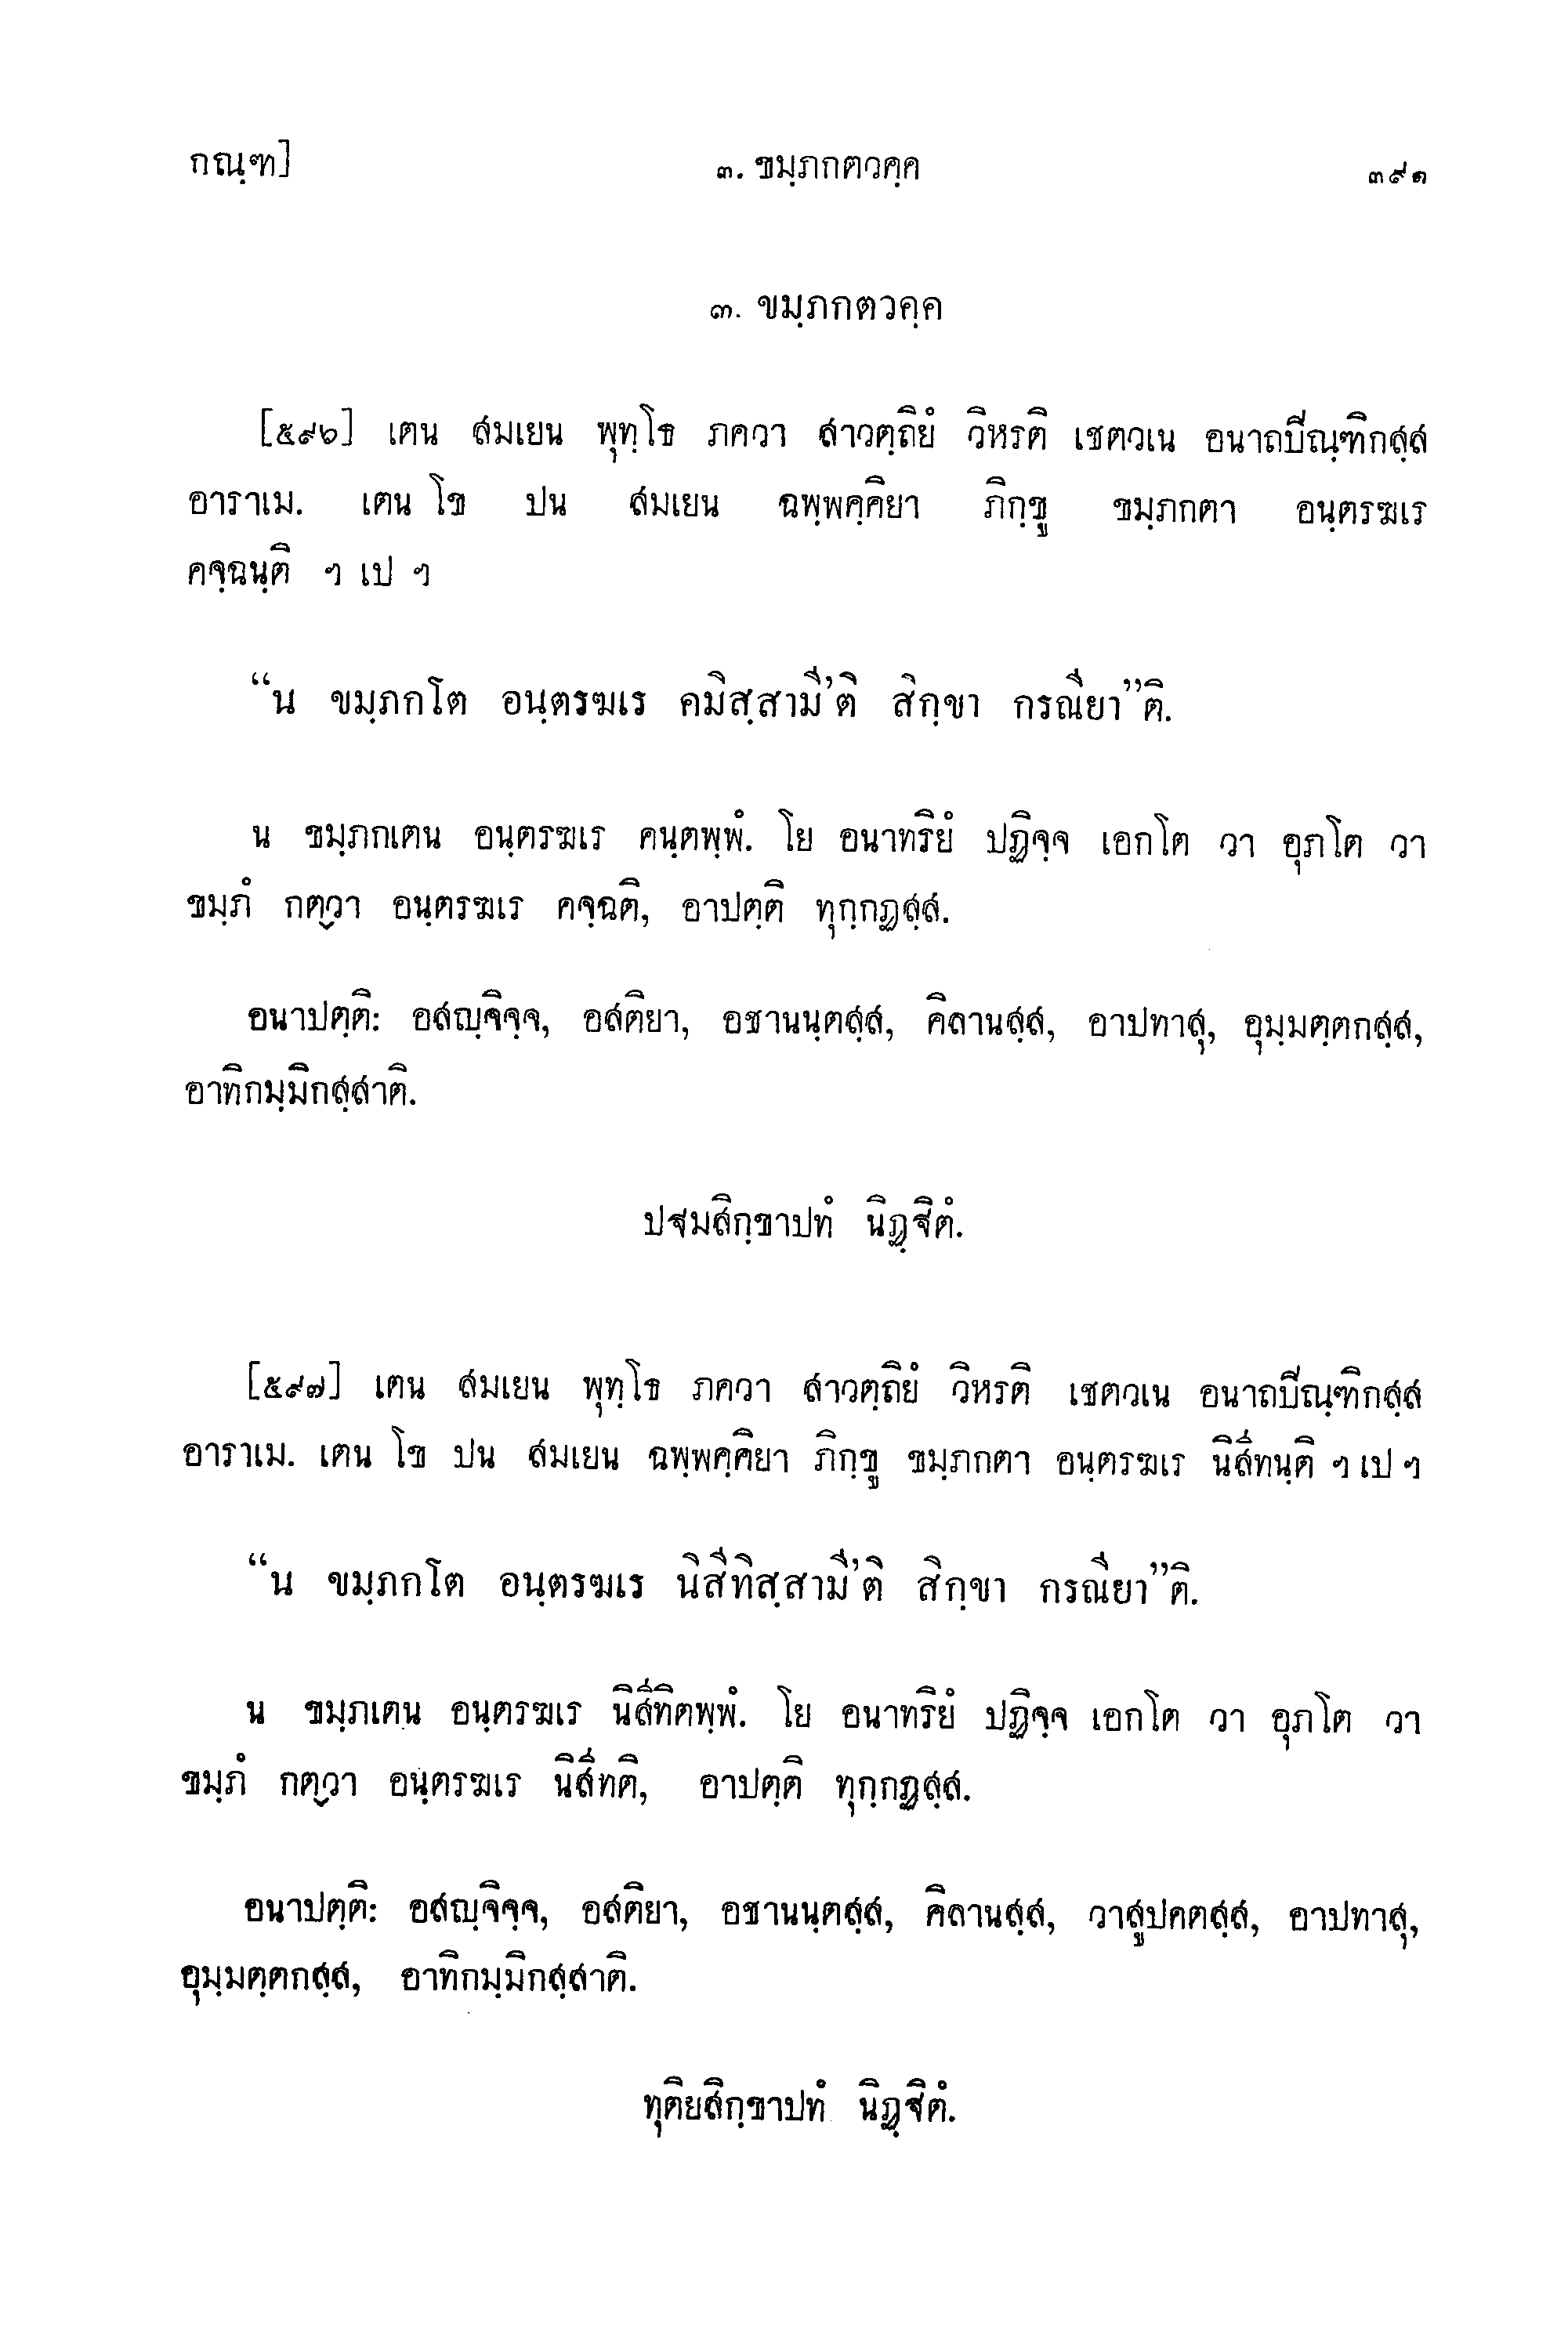 กณฺฑ]
๓. ขมฺภกตวคฺค
๓๙๑
๓. ขมฺภกตวคฺค
[๕๙๖] เตน สมเยน พุทฺโธ ภควา สาวตฺถิยํ วิหรติ เชตวเน อนาถปีณฺฑิกสฺส
อาราเม. เตน โข ปน สมเยน ฉพฺพคฺคิยา ภิกฺขู ขมฺภกตา อนฺตรฆเร
คจฺฉนฺติ ฯ เป ฯ
“น ขมฺภกโต อนฺตรฆเร คมิสฺสามี’ติ สิกฺขา กรณียา”ติ.
น ขมฺภกเตน อนฺตรฆเร คนฺตพฺพํ. โย อนาทริยํ ปฏิจฺจ เอกโต วา อุภโต วา
ขมฺภํ กตฺวา อนฺตรฆเร คจฺฉติ, อาปตฺติ ทุกฺกฏสฺส.
อนาปตฺติ: อสญฺจิจฺจ, อสติยา, อชานนฺตสฺส, คิลานสฺส, อาปทาสุ, อุมฺมตฺตกสฺส,
อาทิกมฺมิกสฺสาติ.
ปฐมสิกฺขาปทํ นิฏฺฐิตํ.
[๕๙๗] เตน สมเยน พุทฺโธ ภควา สาวตฺถิยํ วิหรติ เชตวเน อนาถปีณฺฑิกสฺส
อาราเม. เตน โข ปน สมเยน ฉพฺพคฺคิยา ภิกฺขู ขมฺภกตา อนฺตรฆเร นิสีทนฺติ ฯ เป ฯ
“น ขมฺภกโต อนฺตรฆเร นิสีทิสฺสามี’ติ สิกฺขา กรณียา”ติ.
น ขมฺภเตน อนฺตรฆเร นิสีทิตพฺพํ. โย อนาทริยํ ปฏิจฺจ เอกโต วา อุภโต วา
ขมฺภํ กตฺวา อนฺตรฆเร นิสีทติ, อาปตฺติ ทุกฺกฏสฺส.
อนาปตฺติ: อสญฺจิจฺจ, อสติยา, อชานนฺตสฺส, คิลานสฺส, วาสูปคตสฺส, อาปทาสุ,
อุมฺมตฺตกสฺส, อาทิกมฺมิกสฺสาติ.
ทุติยสิกฺขาปทํ นิฏฺฐิตํ.